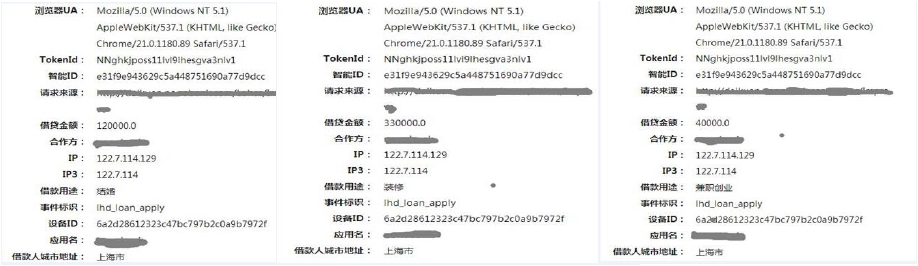 浏览器UA： Mozilla/5.0 (Windows NT 5.1)
AppleWebKit/537.1 (KHTML, like Gecko)
Chrome/21.0.1180.89 Safari/537.1
TokenId： NNghkjposs11lvl9lhesgva3nlv1
智能ID： e31f9e943629c5a448751690a77d9dcc
请求来源：
借贷金额： 120000.0
合作方：
IP： 122.7.114.129
IP3： 122.7.114
借款用途： 结婚
事件标识： lhd_loan_apply
设备ID： 6a2d28612323c47bc797b2c0a9b7972f
应用名：
借款人城市地址： 上海市
浏览器UA： Mozilla/5.0 (Windows NT 5.1)
AppleWebKit/537.1 (KHTML, like Gecko)
Chrome/21.0.1180.89 Safari/537.1
TokenId： NNghkjposs11lvl9lhesgva3nlv1
智能ID： e31f9e943629c5a448751690a77d9dcc
请求来源：
借贷金额： 330000.0
合作方：
IP： 122.7.114.129
IP3： 122.7.114
借款用途： 装修
事件标识： lhd_loan_apply
设备ID： 6a2d28612323c47bc797b2c0a9b7972f
应用名：
借款人城市地址： 上海市
浏览器UA： Mozilla/5.0 (Windows NT 5.1)
AppleWebKit/537.1 (KHTML, like Gecko)
Chrome/21.0.1180.89 Safari/537.1
TokenId： NNghkjposs11lvl9lhesgva3nlv1
智能ID： e31f9e943629c5a448751690a77d9dcc
请求来源：
借贷金额： 40000.0
合作方：
IP： 122.7.114.129
IP3： 122.7.114
借款用途： 兼职创业
事件标识： lhd_loan_apply
设备ID： 6a2d28612323c47bc797b2c0a9b7972f
应用名：
借款人城市地址： 上海市